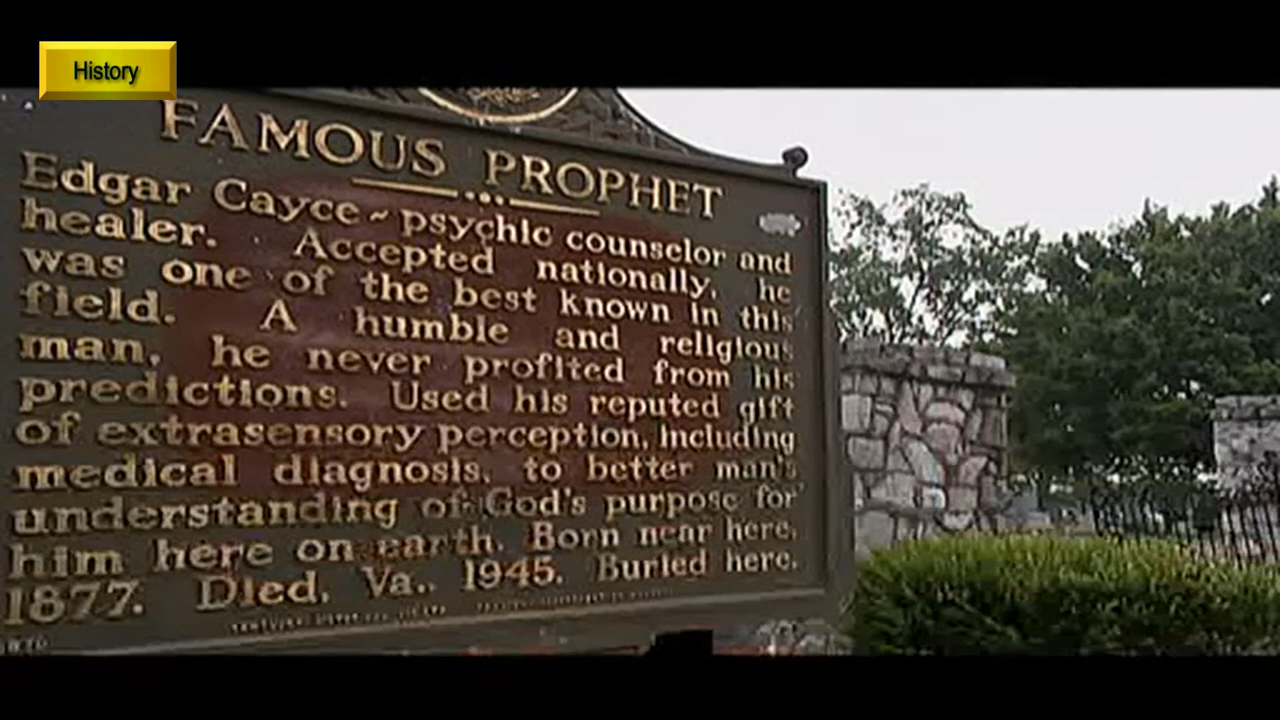 History
FAMOUS PROPHET
Edgar Cayce~psychic counselor and
healer. Accepted nationally, he
was one of the best known in this
field. A humble and religious
man, he never profited from his
predictions. Used his reputed gift
of extrasensory perception, including
medical diagnosis, to better man's
understanding of God's purpose for
him here on earth. Born near here,
1877. Died, Va., 1945. Buried here.